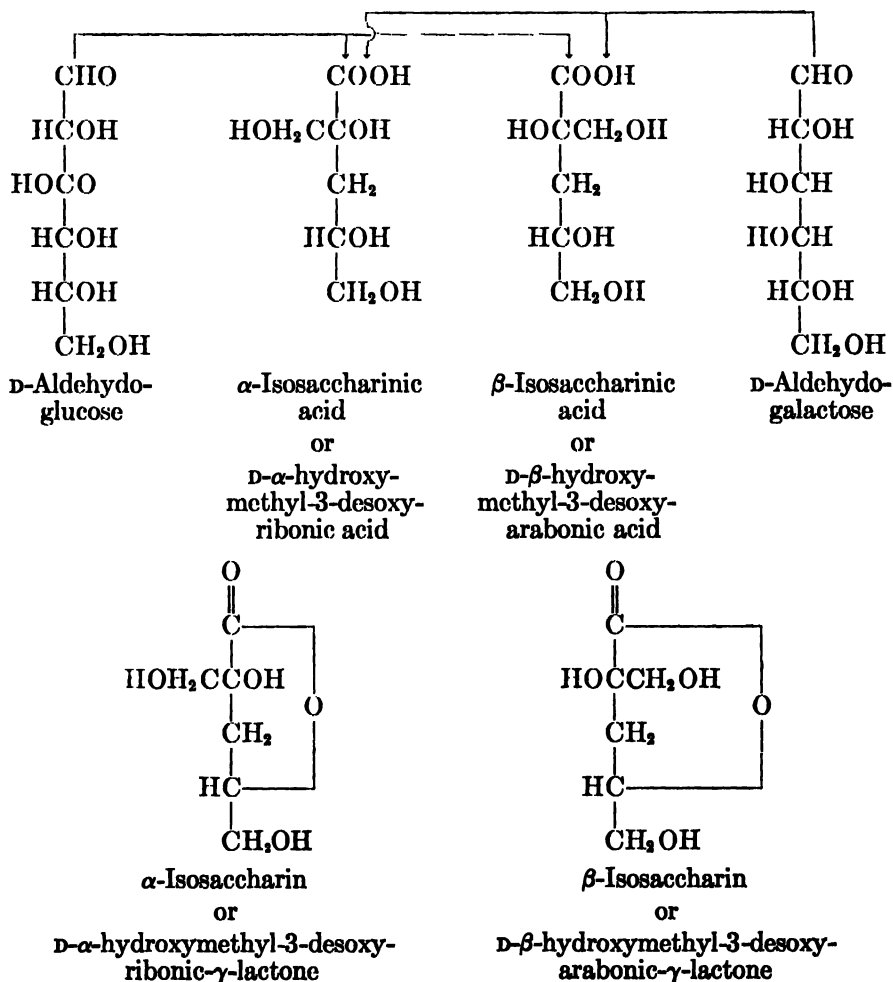 CHO
HCOH
HOCO
HCOH
HCOH
CH₂OH
D-Aldehydo-
glucose
COOH
HOH₂CCOH
CH₂
HCOH
CH₂OH
α-Isosaccharinic
acid
or
D-α-hydroxy-
methyl-3-desoxy-
ribonic acid
COOH
HOCCH₂OH
CH₂
HCOH
CH₂OH
β-Isosaccharinic
acid
or
D-β-hydroxy-
methyl-3-desoxy-
arabonic acid
CHO
HCOH
HOCH
HOCH
HCOH
CH₂OH
D-Aldehydo-
galactose
O
C
HOH₂CCOH
O
CH₂
HC
CH₂OH
α-Isosaccharin
or
D-α-hydroxymethyl-3-desoxy-
ribonic-γ-lactone
O
C
HOCCH₂OH
O
CH₂
HC
CH₂OH
β-Isosaccharin
or
D-β-hydroxymethyl-3-desoxy-
arabonic-γ-lactone